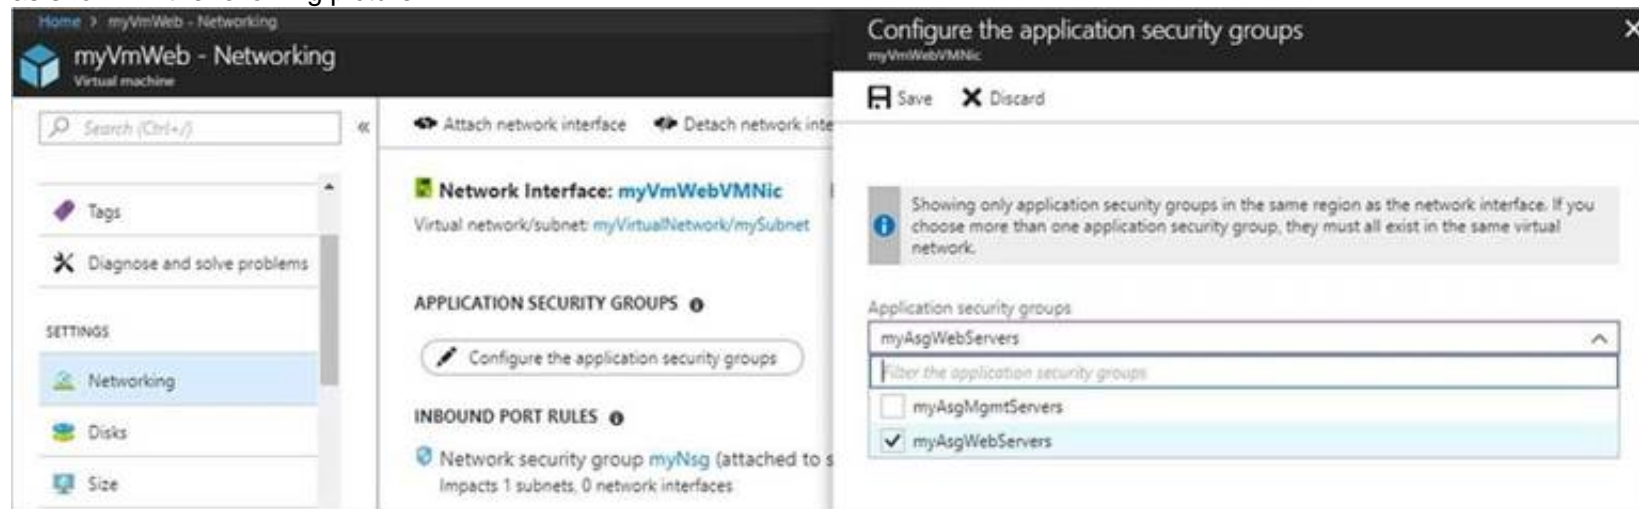 Home > myVmWeb - Networking
myVmWeb - Networking
Virtual machine
Search (Ctrl+/)
«
Tags
Diagnose and solve problems
SETTINGS
Networking
Disks
Size
Attach network interface Detach network inte
Network Interface: myVmWebVMNic
Virtual network/subnet: myVirtualNetwork/mySubnet
APPLICATION SECURITY GROUPS
Configure the application security groups
INBOUND PORT RULES
Network security group myNsg (attached to s
Impacts 1 subnets, 0 network interfaces
Configure the application security groups
myVmWebVMNic
Save Discard
Showing only application security groups in the same region as the network interface. If you
choose more than one application security group, they must all exist in the same virtual
network.
Application security groups
myAsgWebServers
Filter the application security groups
myAsgMgmtServers
myAsgWebServers